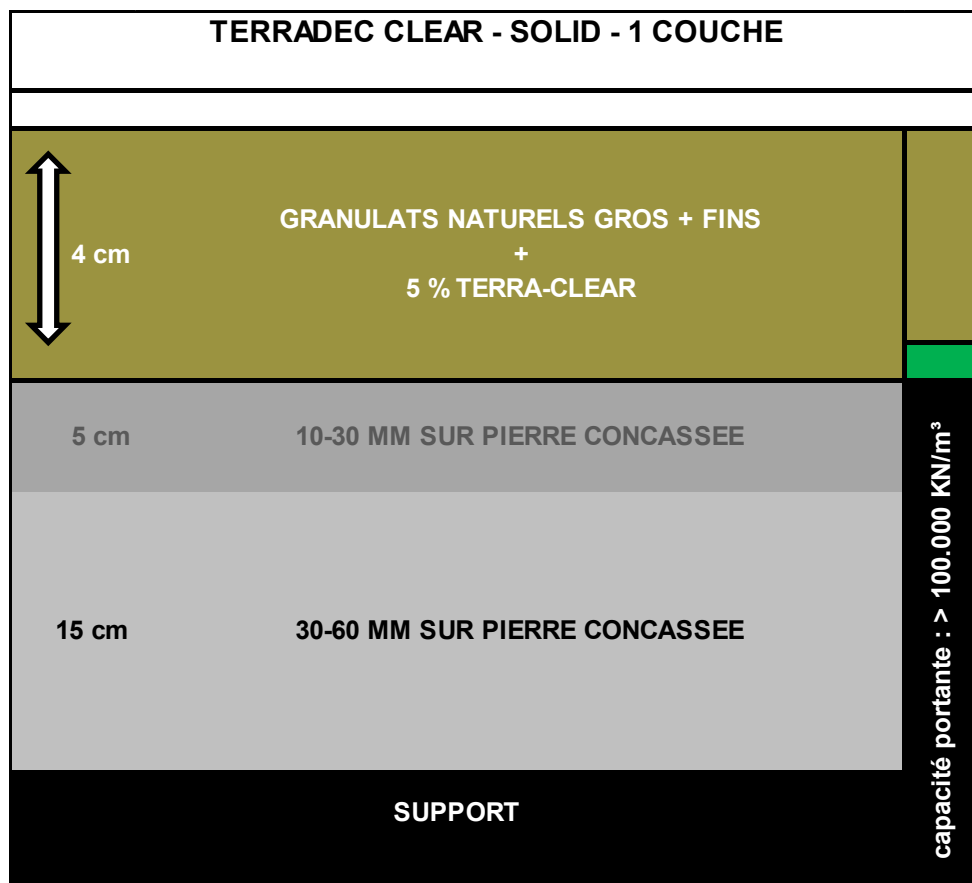 TERRADEC CLEAR - SOLID - 1 COUCHE
4 cm
GRANULATS NATURELS GROS + FINS
+
5 % TERRA-CLEAR
5 cm
10-30 MM SUR PIERRE CONCASSEE
15 cm
30-60 MM SUR PIERRE CONCASSEE
SUPPORT
capacité portante : > 100.000 KN/m³